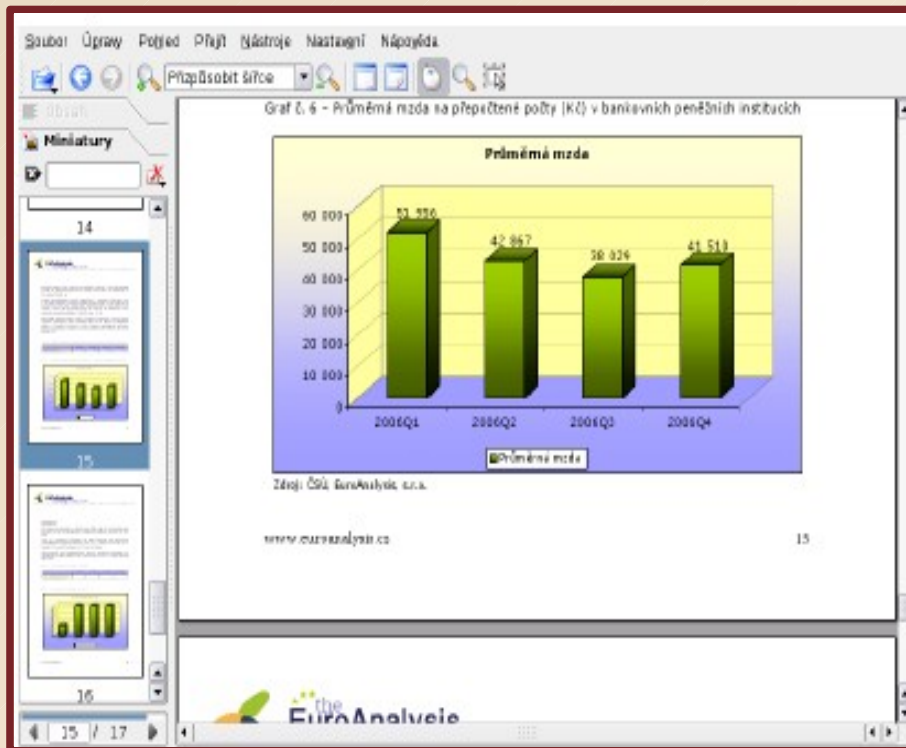 Soubor Úpravy Pohled Přejít Nástroje Nastavení Nápověda
Přizpůsobit šířce
Obsah
Miniatury
14
15
16
15 / 17
Graf č. 6 – Průměrná mzda na přepočtené počty (Kč) v bankovních peněžních institucích
Průměrná mzda
60 000
50 000
40 000
30 000
20 000
10 000
0
42 867
38 029
2006Q1 2006Q2 2006Q3 2006Q4
Průměrná mzda
Zdroj: ČSÚ, EuroAnalysis, s.r.o.
www.euroanalysis.cz
15
the
EuroAnalysis